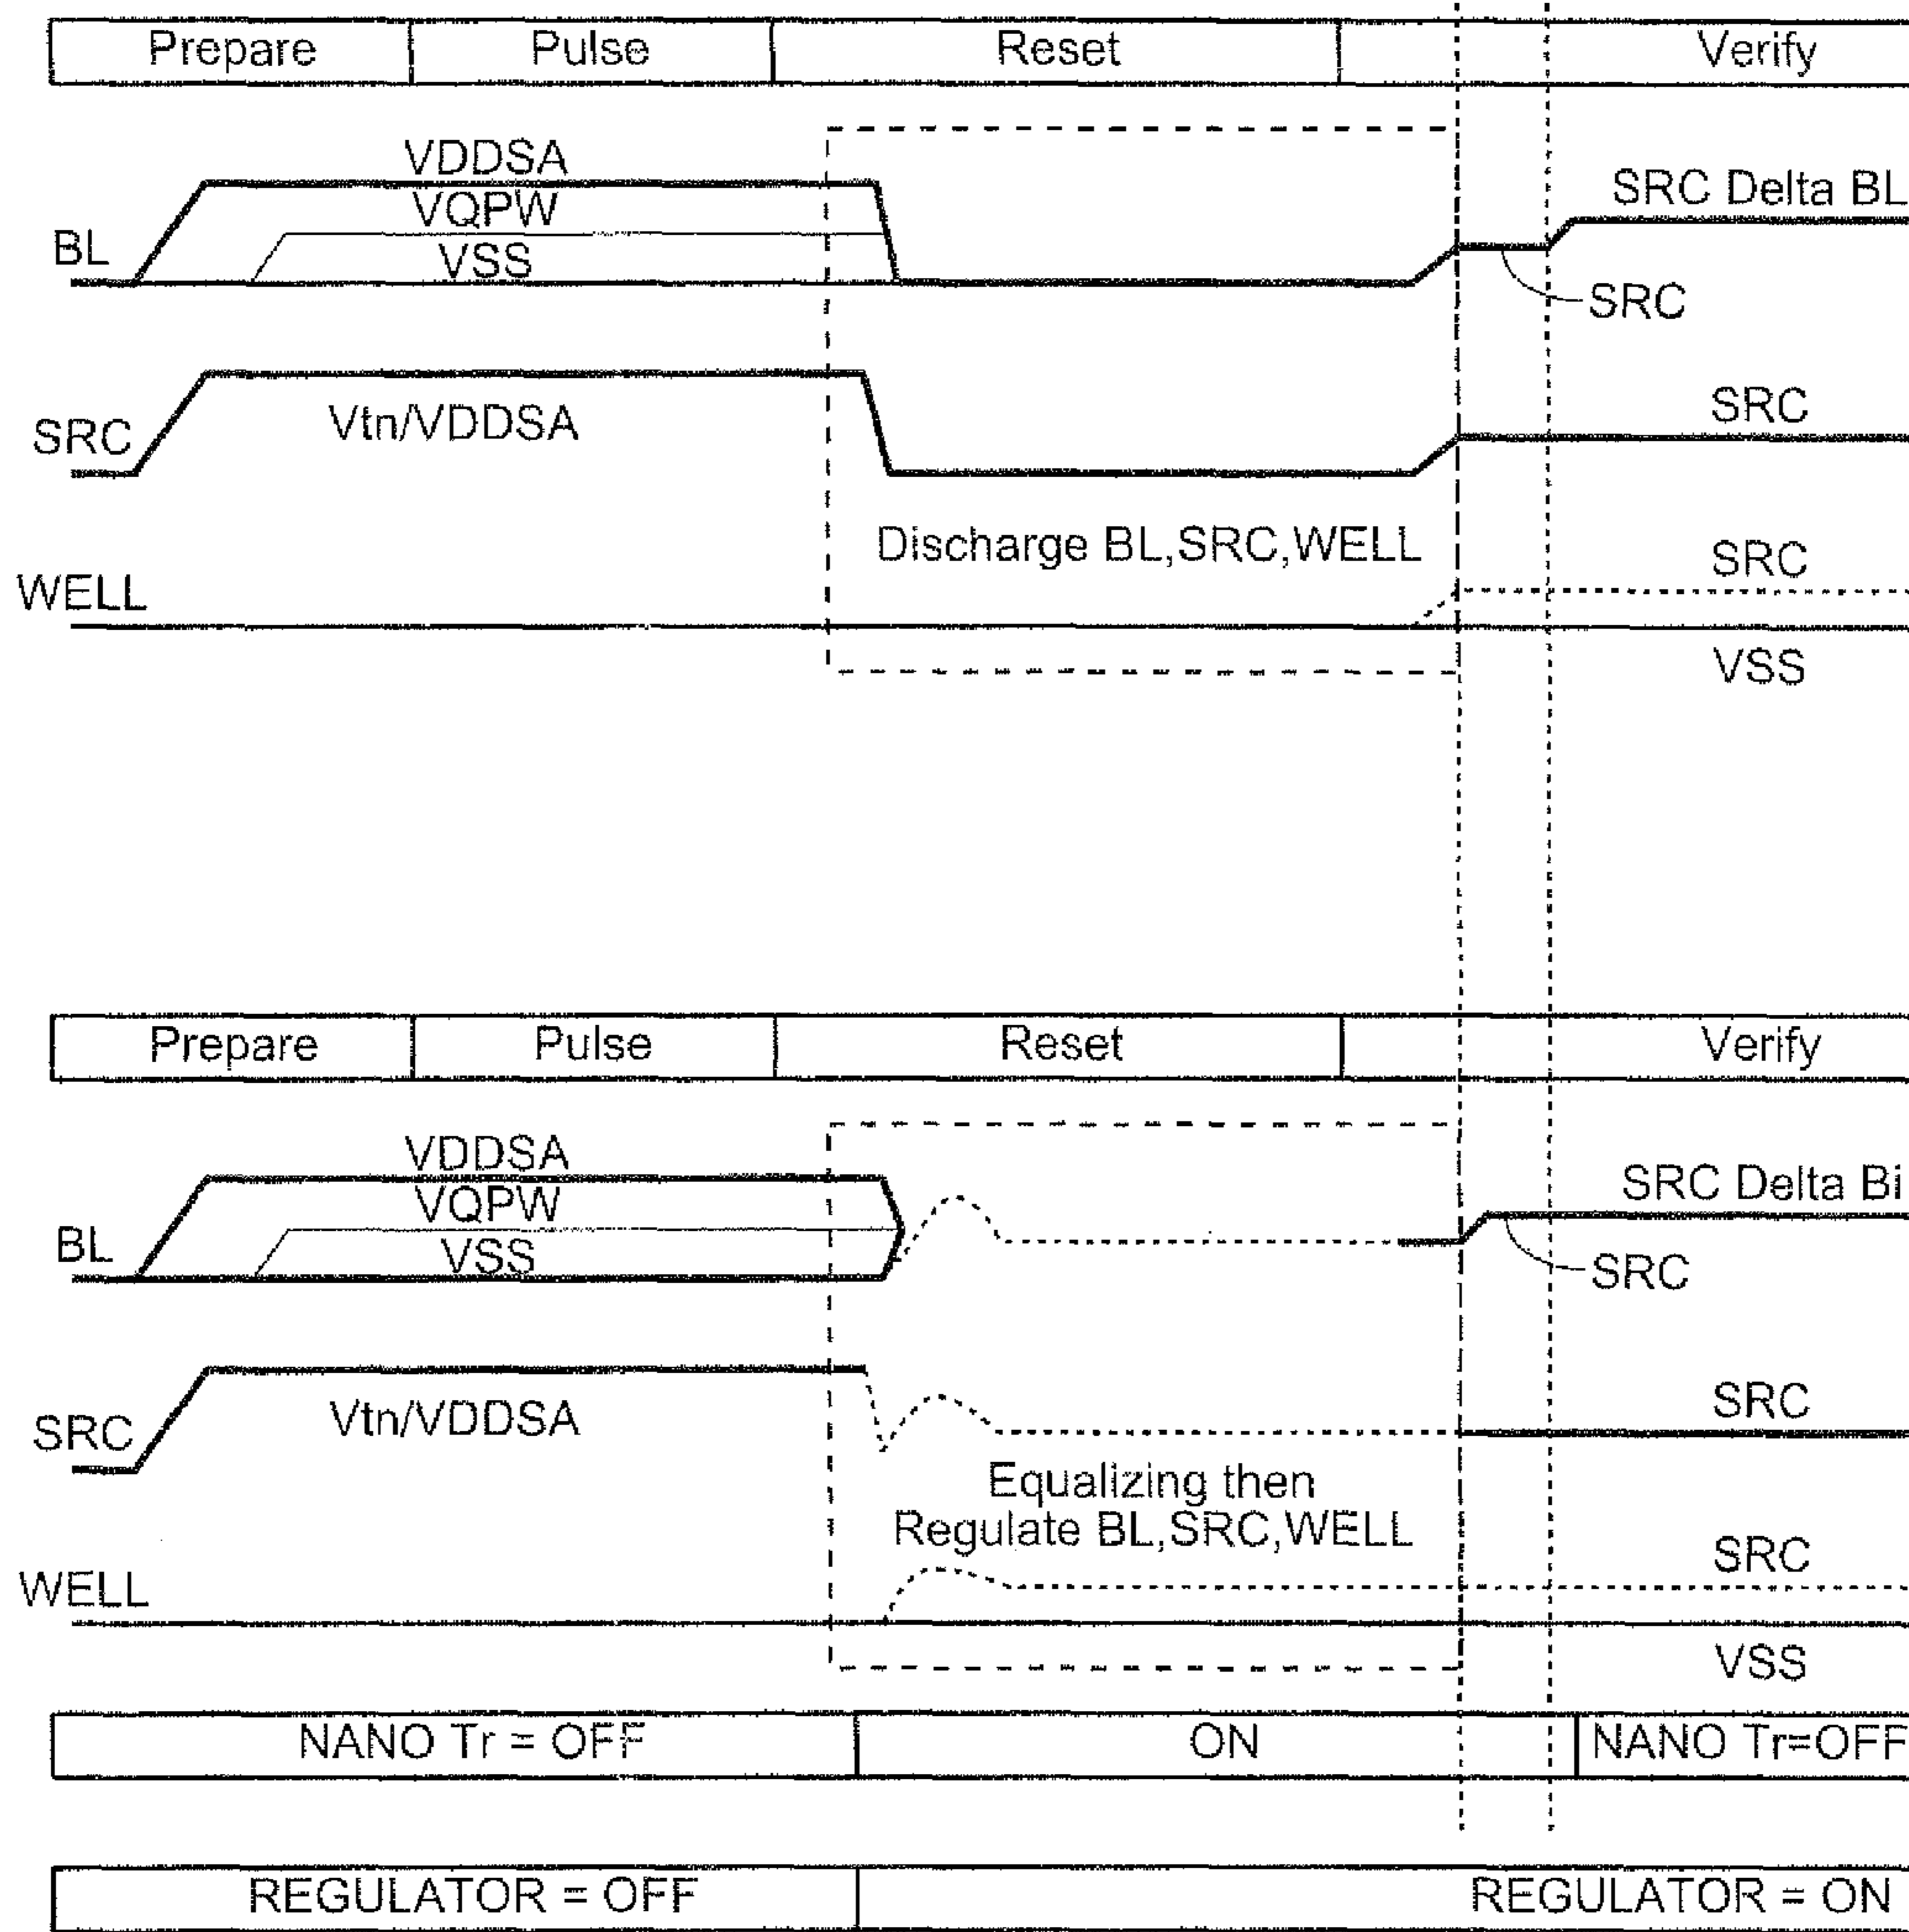 Prepare Pulse Reset Verify
VDDSA
VQPW
VSS
BL
SRC Delta BL
SRC
SRC
Vtn/VDDSA
SRC
Discharge BL,SRC,WELL
WELL
SRC
VSS
Prepare Pulse Reset Verify
VDDSA
VQPW
VSS
BL
SRC Delta Bi
SRC
SRC
Vtn/VDDSA
SRC
Equalizing then
Regulate BL,SRC,WELL
WELL
SRC
VSS
NANO Tr = OFF ON NANO Tr=OFF
REGULATOR = OFF REGULATOR = ON